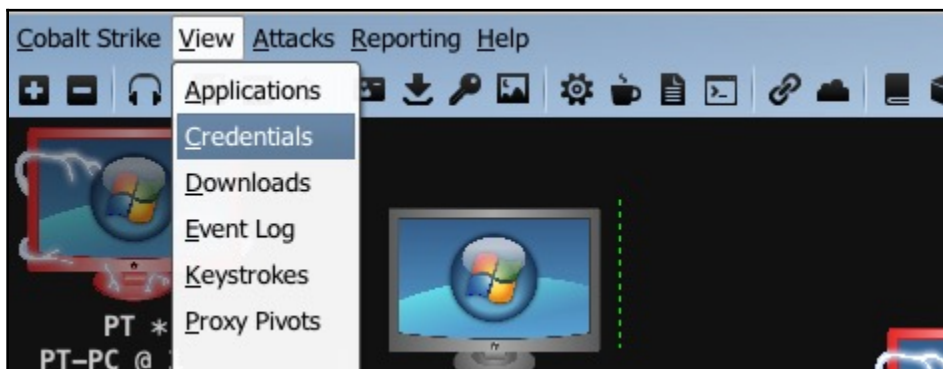 Cobalt Strike View Attacks Reporting Help
Applications
Credentials
Downloads
Event Log
Keystrokes
Proxy Pivots
PT *
PT-PC @